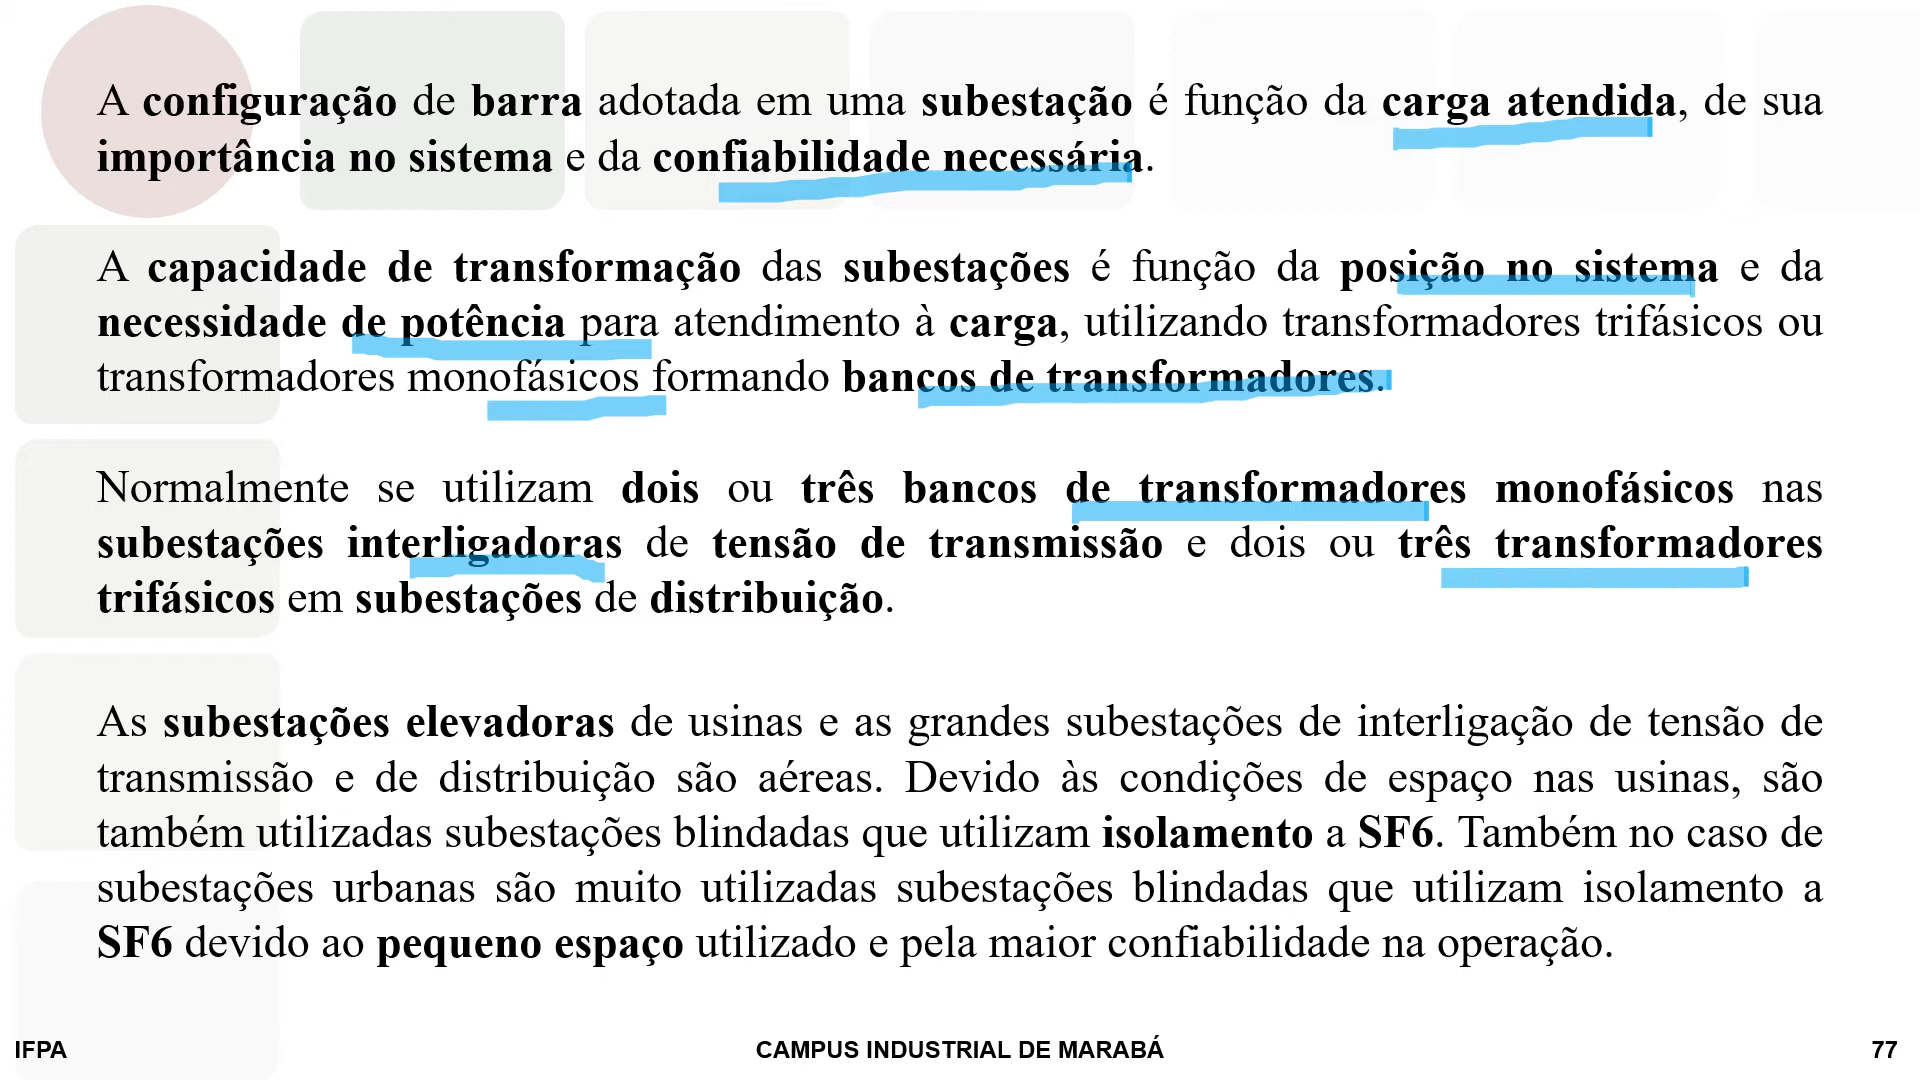 A configuração de barra adotada em uma subestação é função da carga atendida, de sua
importância no sistema e da confiabilidade necessária.
A capacidade de transformação das subestações é função da posição no sistema e da
necessidade de potência para atendimento à carga, utilizando transformadores trifásicos ou
transformadores monofásicos formando bancos de transformadores.
Normalmente se utilizam dois ou três bancos de transformadores monofásicos nas
subestações interligadoras de tensão de transmissão e dois ou três transformadores
trifásicos em subestações de distribuição.
As subestações elevadoras de usinas e as grandes subestações de interligação de tensão de
transmissão e de distribuição são aéreas. Devido às condições de espaço nas usinas, são
também utilizadas subestações blindadas que utilizam isolamento a SF6. Também no caso de
subestações urbanas são muito utilizadas subestações blindadas que utilizam isolamento a
SF6 devido ao pequeno espaço utilizado e pela maior confiabilidade na operação.
IFPA
CAMPUS INDUSTRIAL DE MARABÁ
77